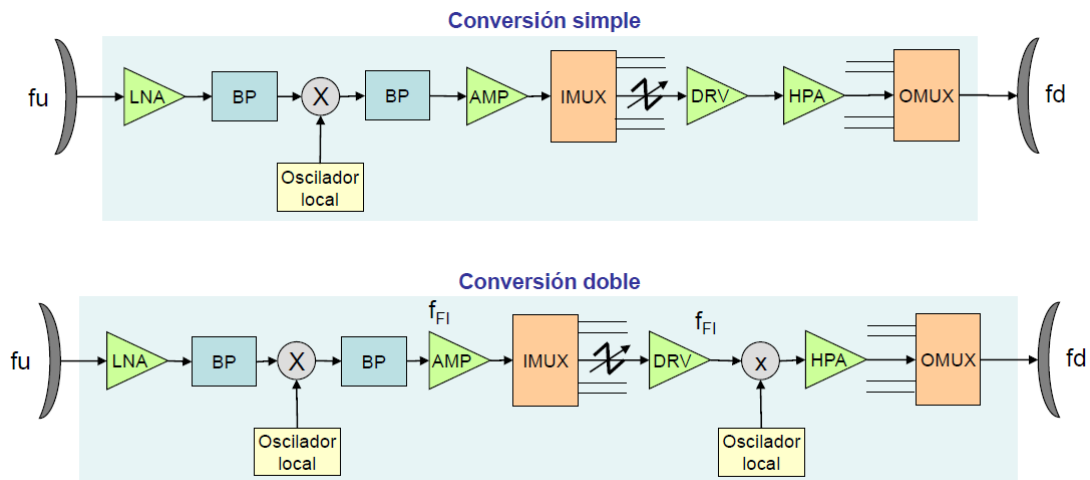 Conversión simple
fu
LNA
BP
X
BP
AMP
IMUX
DRV
HPA
OMUX
fd
Oscilador
local
Conversión doble
fu
LNA
BP
X
BP
fFI
AMP
IMUX
DRV
fFI
x
HPA
OMUX
fd
Oscilador
local
Oscilador
local